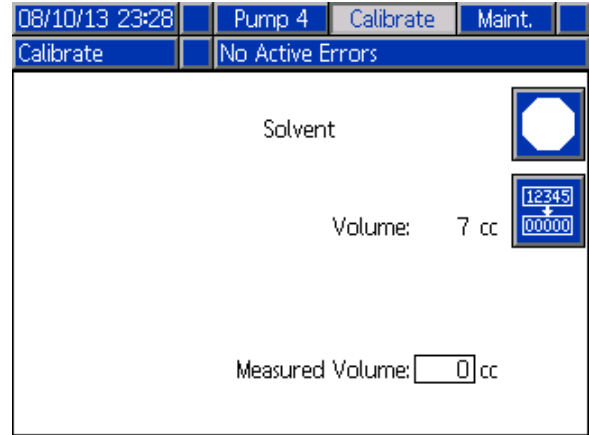 08/10/13 23:28 Pump 4 Calibrate Maint.
Calibrate No Active Errors
Solvent
12345
00000
Volume: 7 cc
Measured Volume: 0 cc